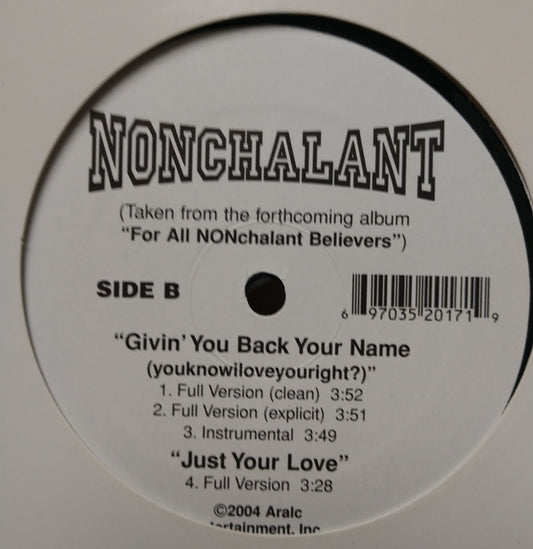 NONCHALANT
(Taken from the forthcoming album
"For All NONchalant Believers")
SIDE B
6 97035 20171 9
"Givin' You Back Your Name
(youknowiloveyouright?)"
1. Full Version (clean) 3:52
2. Full Version (explicit) 3:51
3. Instrumental 3:49
"Just Your Love"
4. Full Version 3:28
©2004 Aralc
Inc